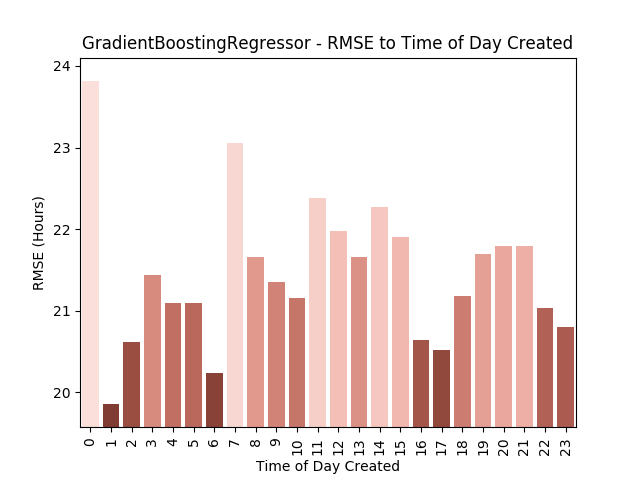 GradientBoostingRegressor - RMSE to Time of Day Created
24
23
22
21
20
RMSE (Hours)
0 1 2 3 4 5 6 7 8 9 10 11 12 13 14 15 16 17 18 19 20 21 22 23
Time of Day Created